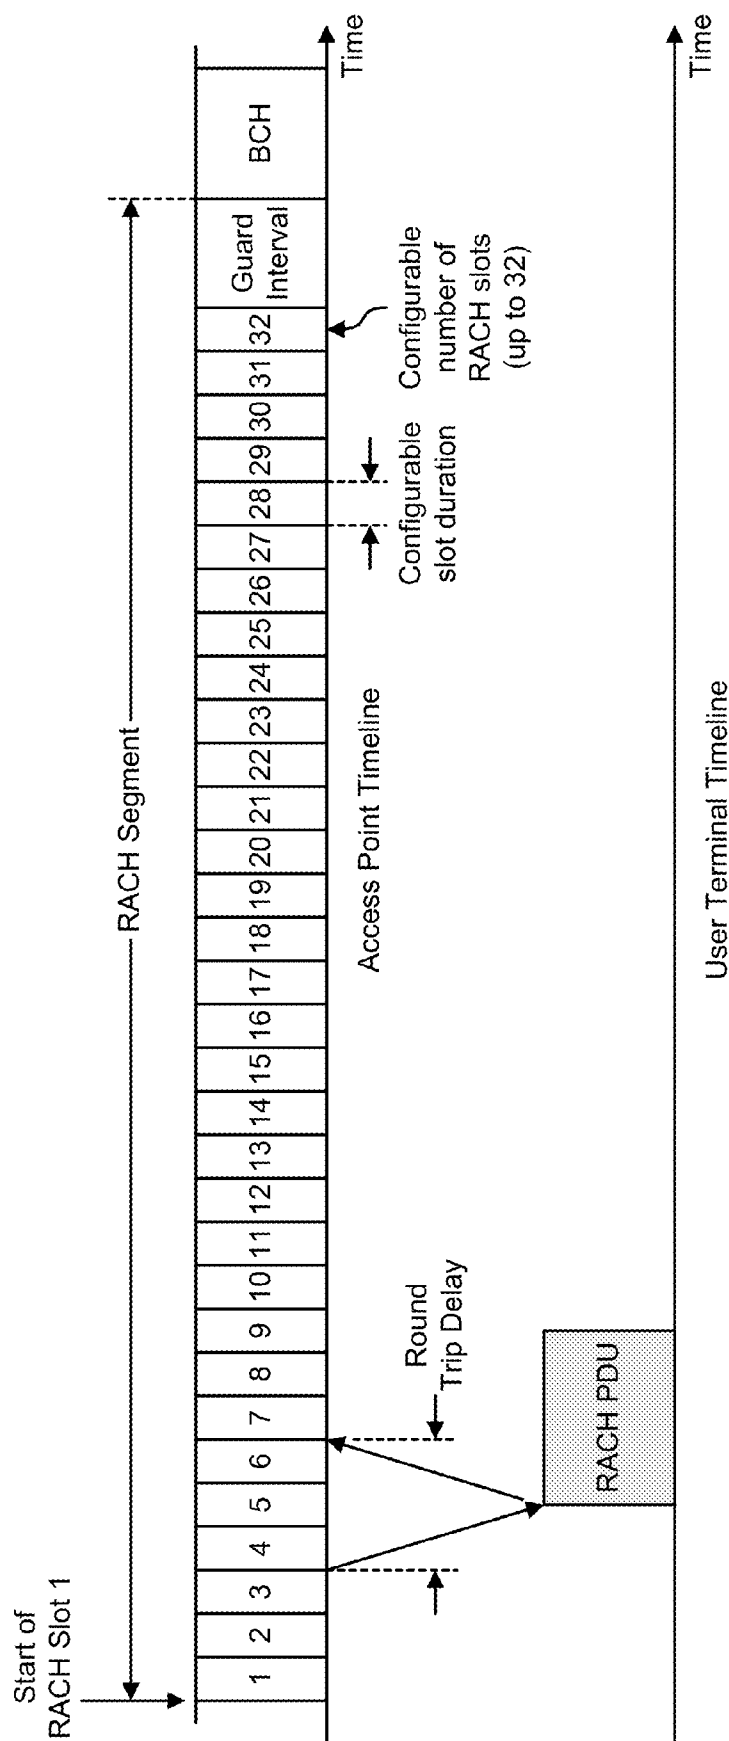 Start of
RACH Slot 1
RACH Segment
1
2
3
4
5
6
7
8
9
10
11
12
13
14
15
16
17
18
19
20
21
22
23
24
25
26
27
28
29
30
31
32
Guard
Interval
BCH
Time
Round
Trip Delay
Access Point Timeline
Configurable
slot duration
Configurable
number of
RACH slots
(up to 32)
RACH PDU
User Terminal Timeline
Time